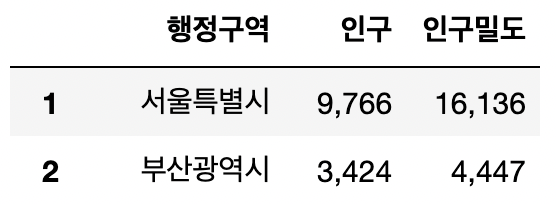 행정구역 인구 인구밀도
1 서울특별시 9,766 16,136
2 부산광역시 3,424 4,447